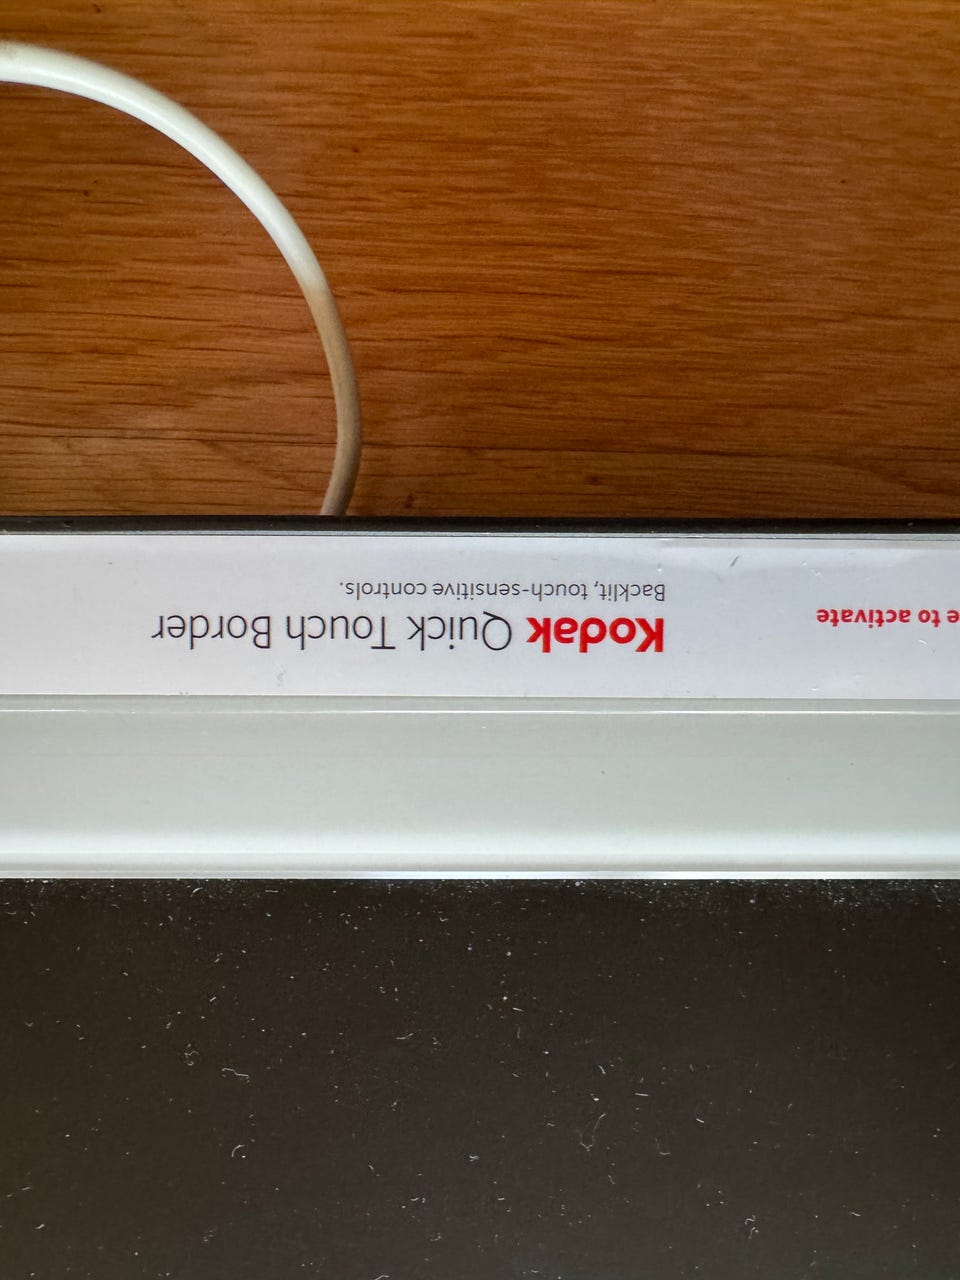 e to activate
Kodak Quick Touch Border
Backlit, touch-sensitive controls.